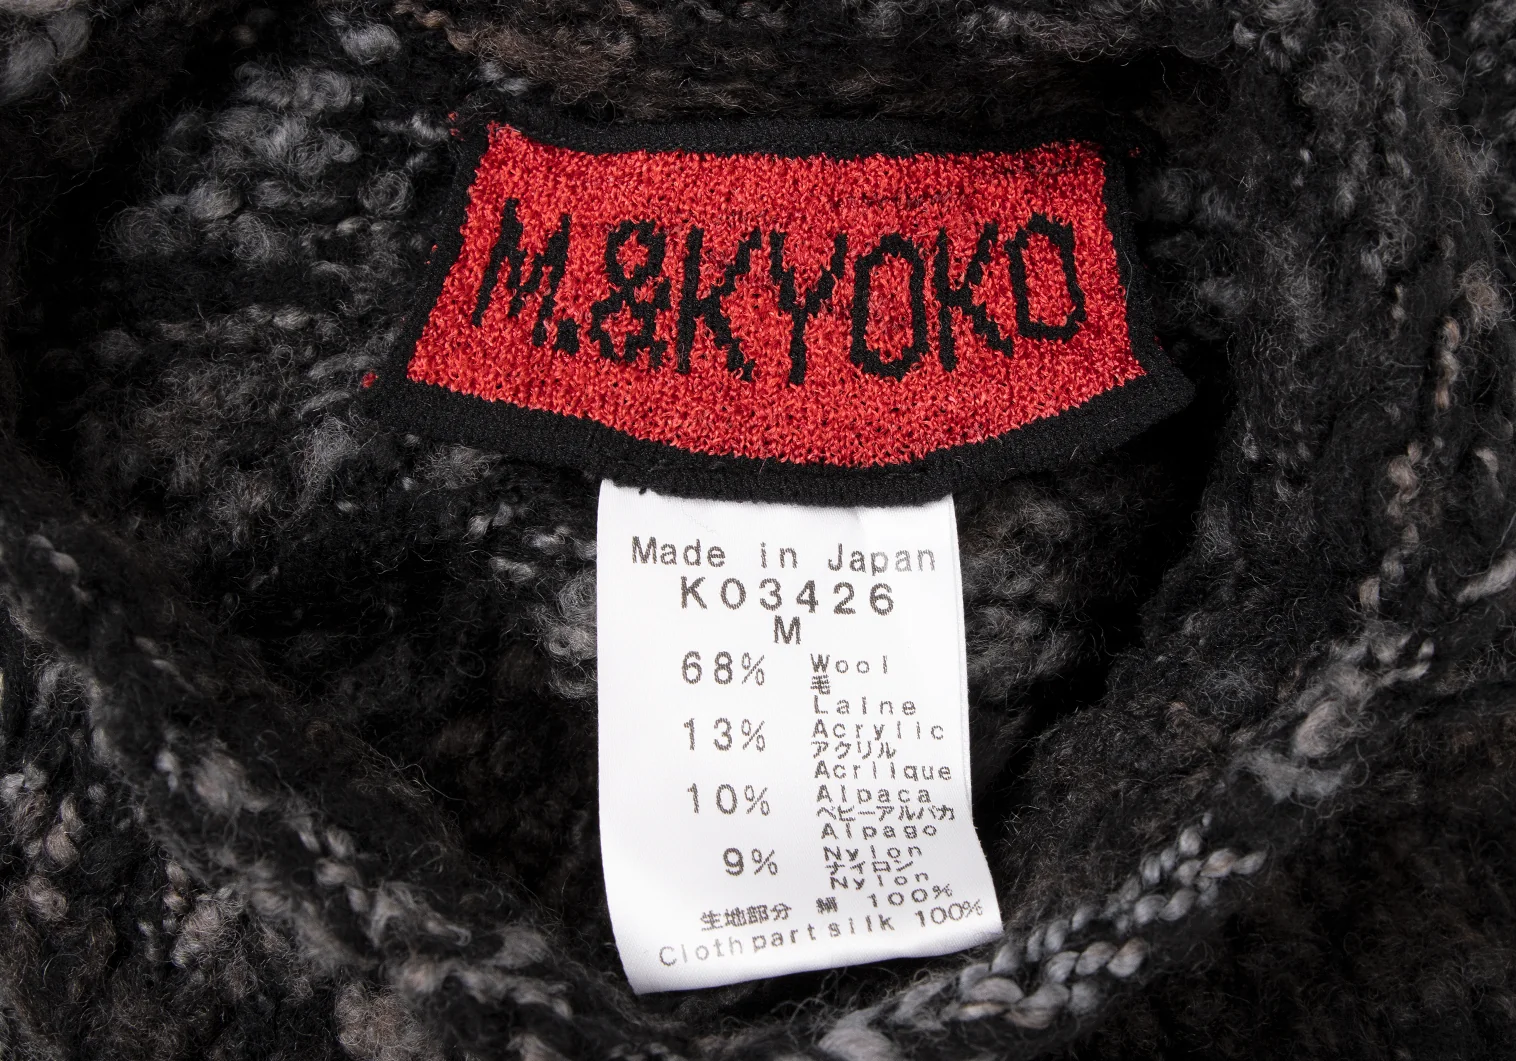 M.&KYOKO
Made in Japan
K03426
M
68% Wool
毛
Laine
13% Acrylic
アクリル
Acrilique
10% Alpaca
ベビーアルパカ
Alpago
9% Nylon
ナイロン
Nylon
生地部分 絹 100%
Cloth part silk 100%